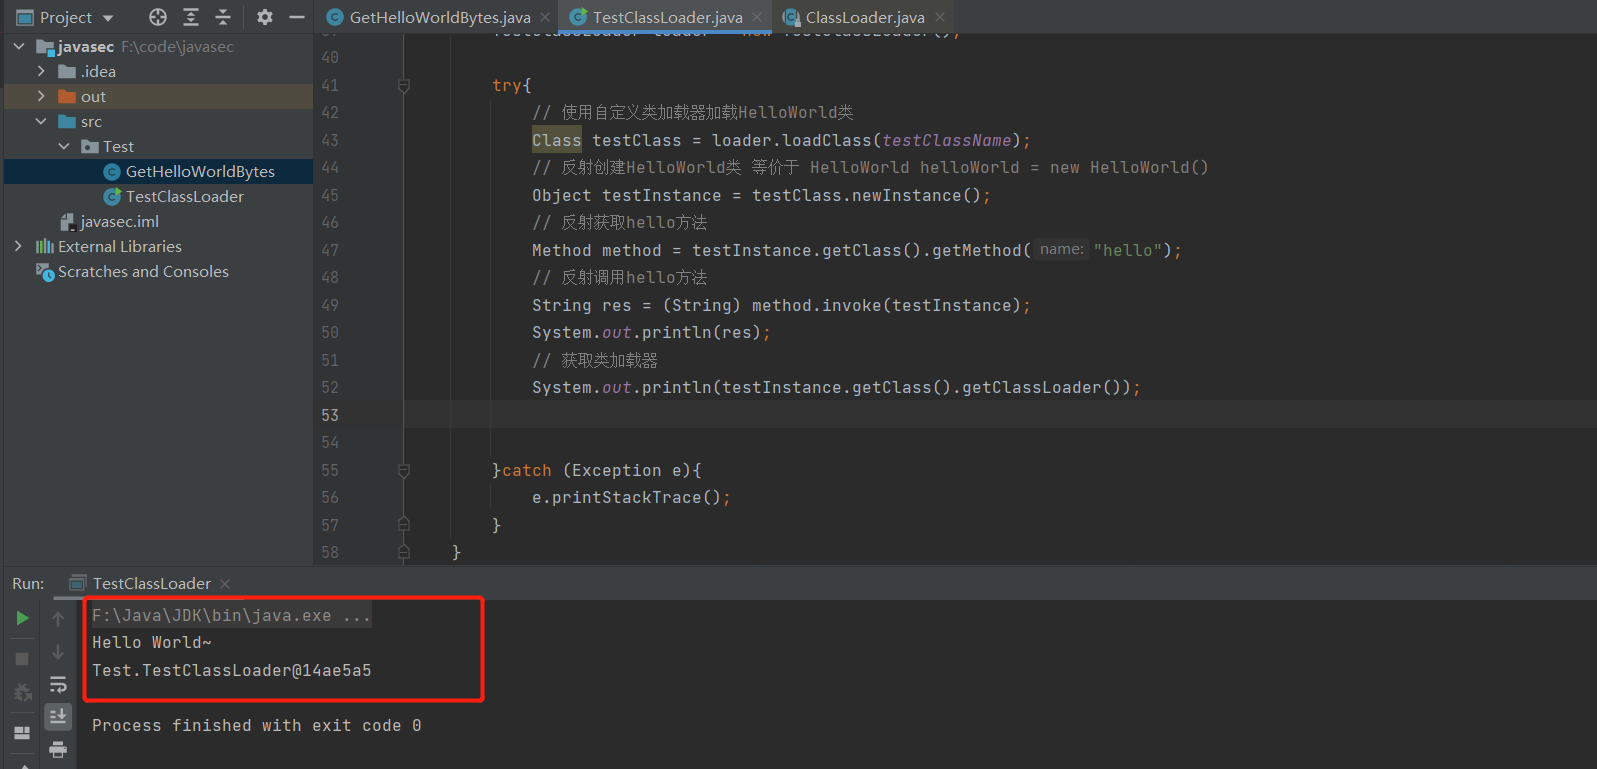 Project
GetHelloWorldBytes.java
TestClassLoader.java
ClassLoader.java
javasec F:\code\javasec
.idea
out
src
Test
GetHelloWorldBytes
TestClassLoader
javasec.iml
External Libraries
Scratches and Consoles
40
41 try{
42 // 使用自定义类加载器加载HelloWorld类
43 Class testClass = loader.loadClass(testClassName);
44 // 反射创建HelloWorld类 等价于 HelloWorld helloWorld = new HelloWorld()
45 Object testInstance = testClass.newInstance();
46 // 反射获取hello方法
47 Method method = testInstance.getClass().getMethod( name: "hello");
48 // 反射调用hello方法
49 String res = (String) method.invoke(testInstance);
50 System.out.println(res);
51 // 获取类加载器
52 System.out.println(testInstance.getClass().getClassLoader());
53
54
55 }catch (Exception e){
56 e.printStackTrace();
57 }
58 }
Run: TestClassLoader
F:\Java\JDK\bin\java.exe ...
Hello World~
Test.TestClassLoader@14ae5a5
Process finished with exit code 0